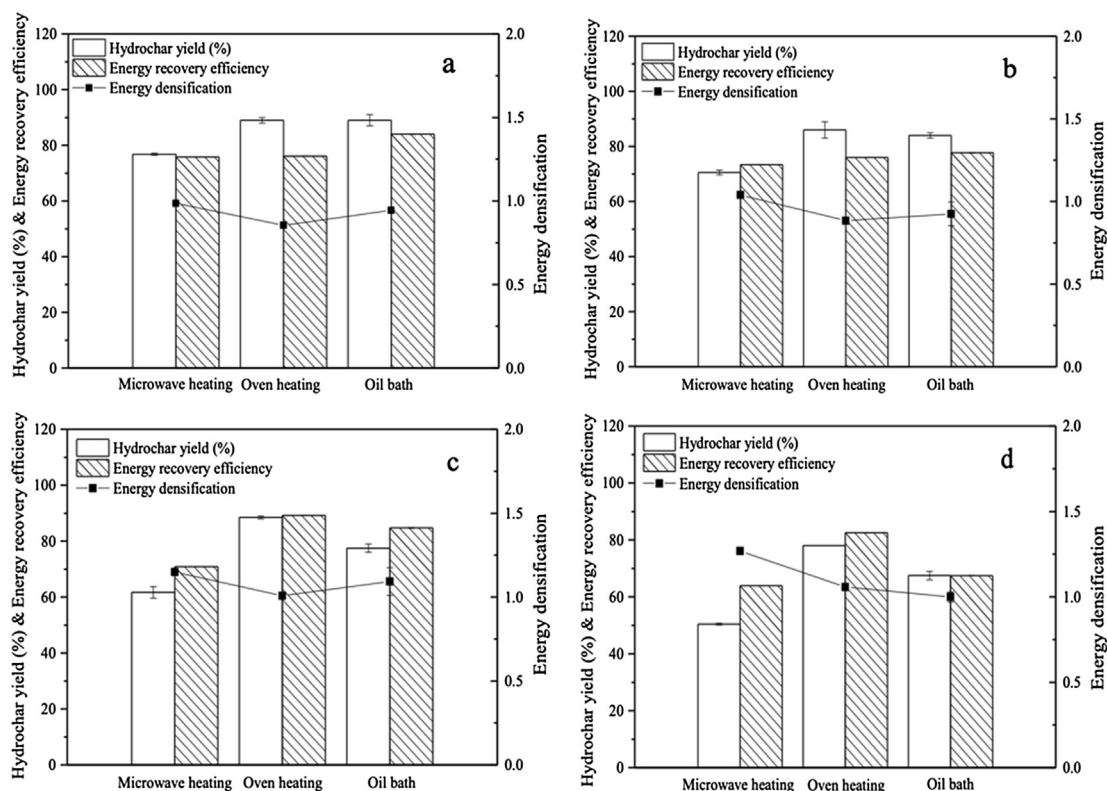 Hydrochar yield (%) & Energy recovery efficiency
120
100
80
60
40
20
0
Hydrochar yield (%)
Energy recovery efficiency
Energy densification
a
2.0
1.5
1.0
0.5
0.0
Energy densification
Microwave heating Oven heating Oil bath
Hydrochar yield (%) & Energy recovery efficiency
120
100
80
60
40
20
0
Hydrochar yield (%)
Energy recovery efficiency
Energy densification
b
2.0
1.5
1.0
0.5
0.0
Energy densification
Microwave heating Oven heating Oil bath
Hydrochar yield (%) & Energy recovery efficiency
120
100
80
60
40
20
0
Hydrochar yield (%)
Energy recovery efficiency
Energy densification
c
2.0
1.5
1.0
0.5
0.0
Energy densification
Microwave heating Oven heating Oil bath
Hydrochar yield (%) & Energy recovery efficiency
120
100
80
60
40
20
0
Hydrochar yield (%)
Energy recovery efficiency
Energy densification
d
2.0
1.5
1.0
0.5
0.0
Energy densification
Microwave heating Oven heating Oil bath